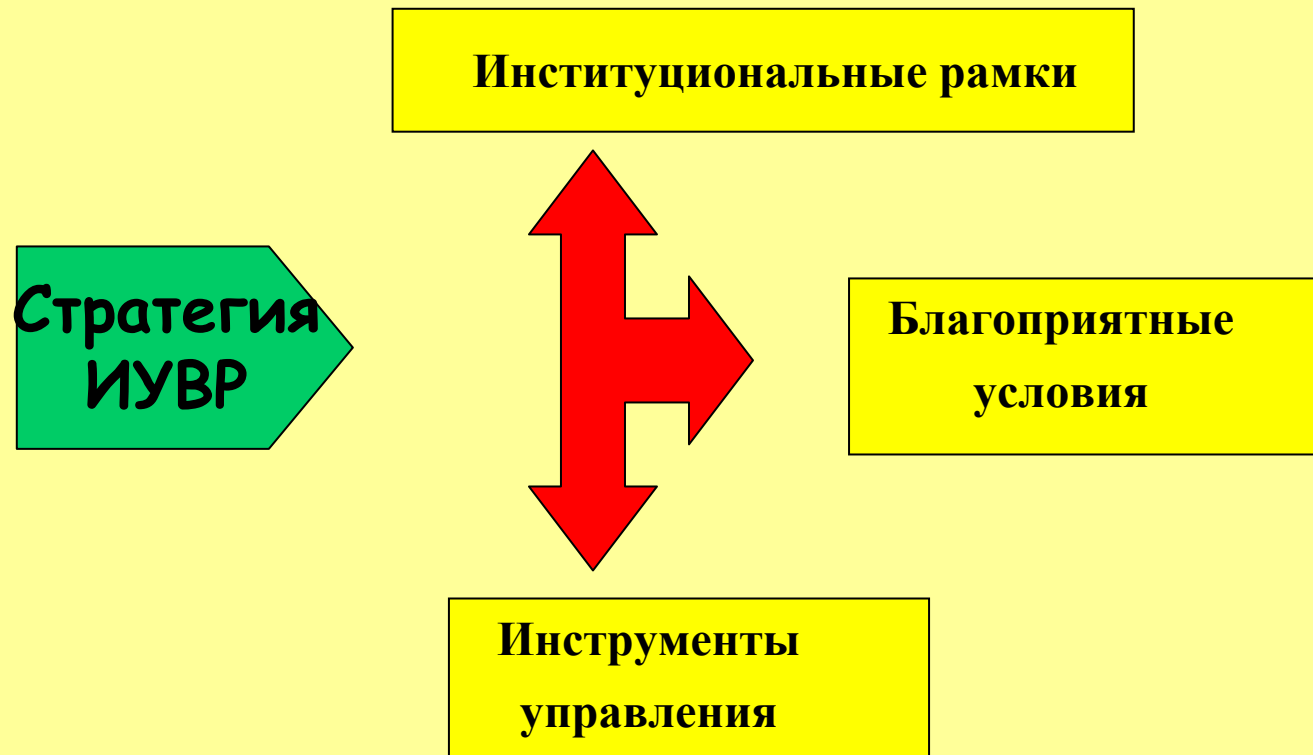 Институциональные рамки
Стратегия
ИУВР
Благоприятные
условия
Инструменты
управления